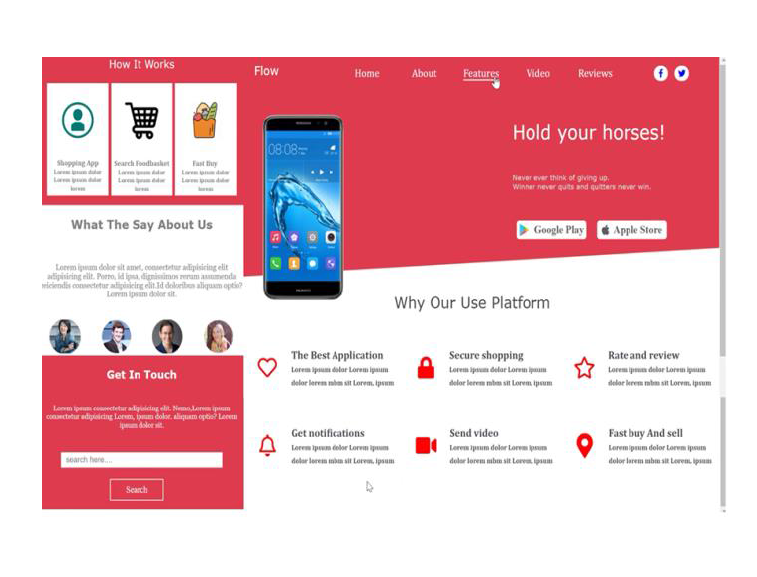 How It Works
Shopping App
Lorem ipsum dolor
Lorem ipsum dolor
lorem
Search Foodbasket
Lorem ipsum dolor
Lorem ipsum dolor
lorem
Fast Buy
Lorem ipsum dolor
Lorem ipsum dolor
lorem
What The Say About Us
Lorem ipsum dolor sit amet, consectetur adipisicing elit
adipisicing elit. Porro, id ipsa, dignissimos rerum assumenda
reiciendis consectetur adipisicing elit.Id doloribus aliquam optio?
Lorem ipsum dolor sit.
Get In Touch
Lorem ipsum consectetur adipisicing elit. Nemo,Lorem ipsum
consectetur adipisicing Lorem, ipsum dolor. aliquam optio? Lorem
ipsum dolor sit.
search here....
Search
Flow
Home About Features Video Reviews
08:08
Hold your horses!
Never ever think of giving up.
Winner never quits and quitters never win.
Google Play Apple Store
HUAWEI
Why Our Use Platform
The Best Application
Lorem ipsum dolor Lorem ipsum
dolor lorem mbm sit Lorem, ipsum
Secure shopping
Lorem ipsum dolor Lorem ipsum
dolor lorem mbm sit Lorem, ipsum
Rate and review
Lorem ipsum dolor Lorem ipsum
dolor lorem mbm sit Lorem, ipsum
Get notifications
Lorem ipsum dolor Lorem ipsum
dolor lorem mbm sit Lorem, ipsum
Send video
Lorem ipsum dolor Lorem ipsum
dolor lorem mbm sit Lorem, ipsum
Fast buy And sell
Lorem ipsum dolor Lorem ipsum
dolor lorem mbm sit Lorem, ipsum